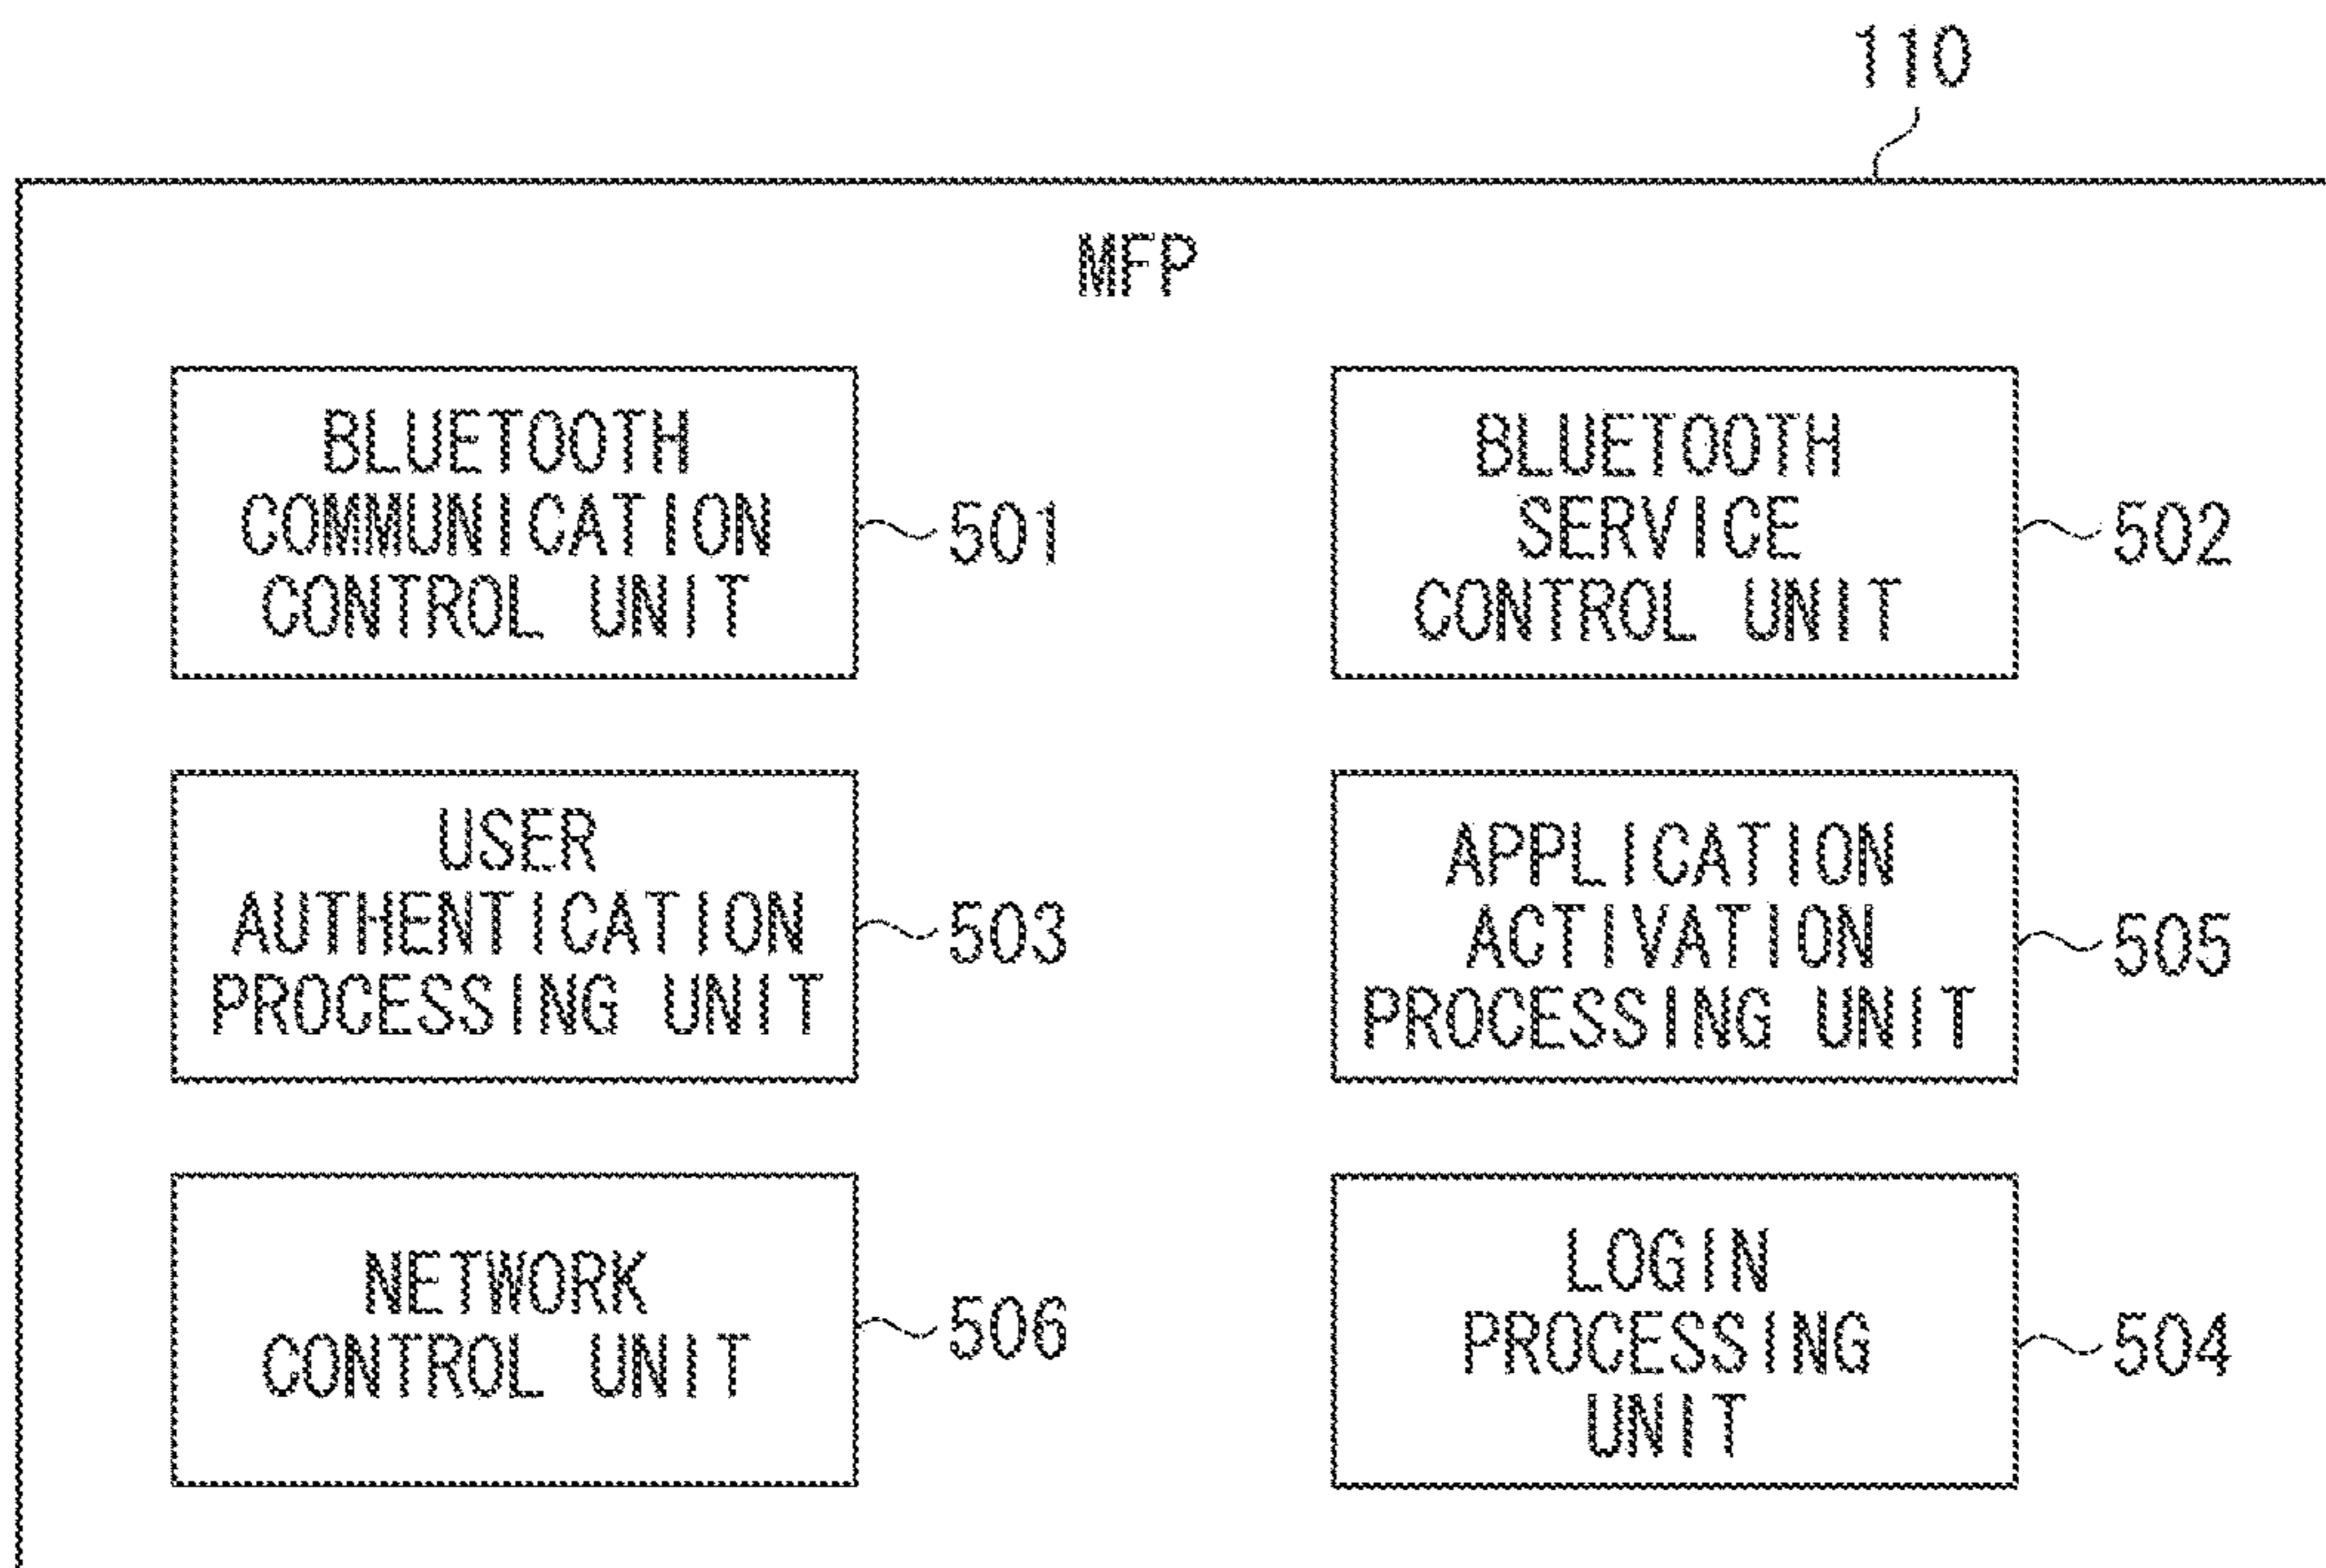 110
MFP
BLUETOOTH
COMMUNICATION
CONTROL UNIT
501
BLUETOOTH
SERVICE
CONTROL UNIT
502
USER
AUTHENTICATION
PROCESSING UNIT
503
APPLICATION
ACTIVATION
PROCESSING UNIT
505
NETWORK
CONTROL UNIT
506
LOGIN
PROCESSING
UNIT
504